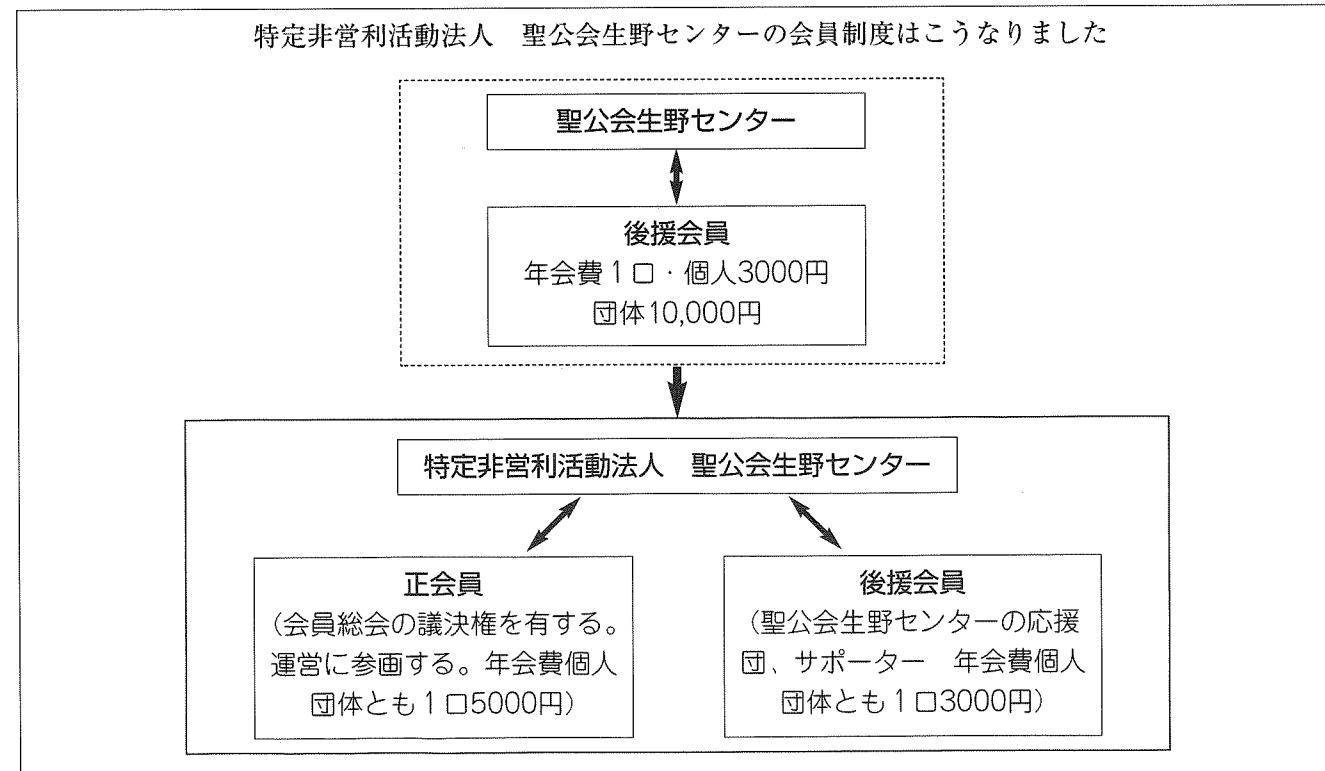 特定非営利活動法人　聖公会生野センターの会員制度はこうなりました
聖公会生野センター
後援会員
年会費１口・個人3000円
団体10,000円
特定非営利活動法人　聖公会生野センター
正会員
（会員総会の議決権を有する。
運営に参画する。年会費個人
団体とも１口5000円）
後援会員
（聖公会生野センターの応援
団、サポーター　年会費個人
団体とも１口3000円）